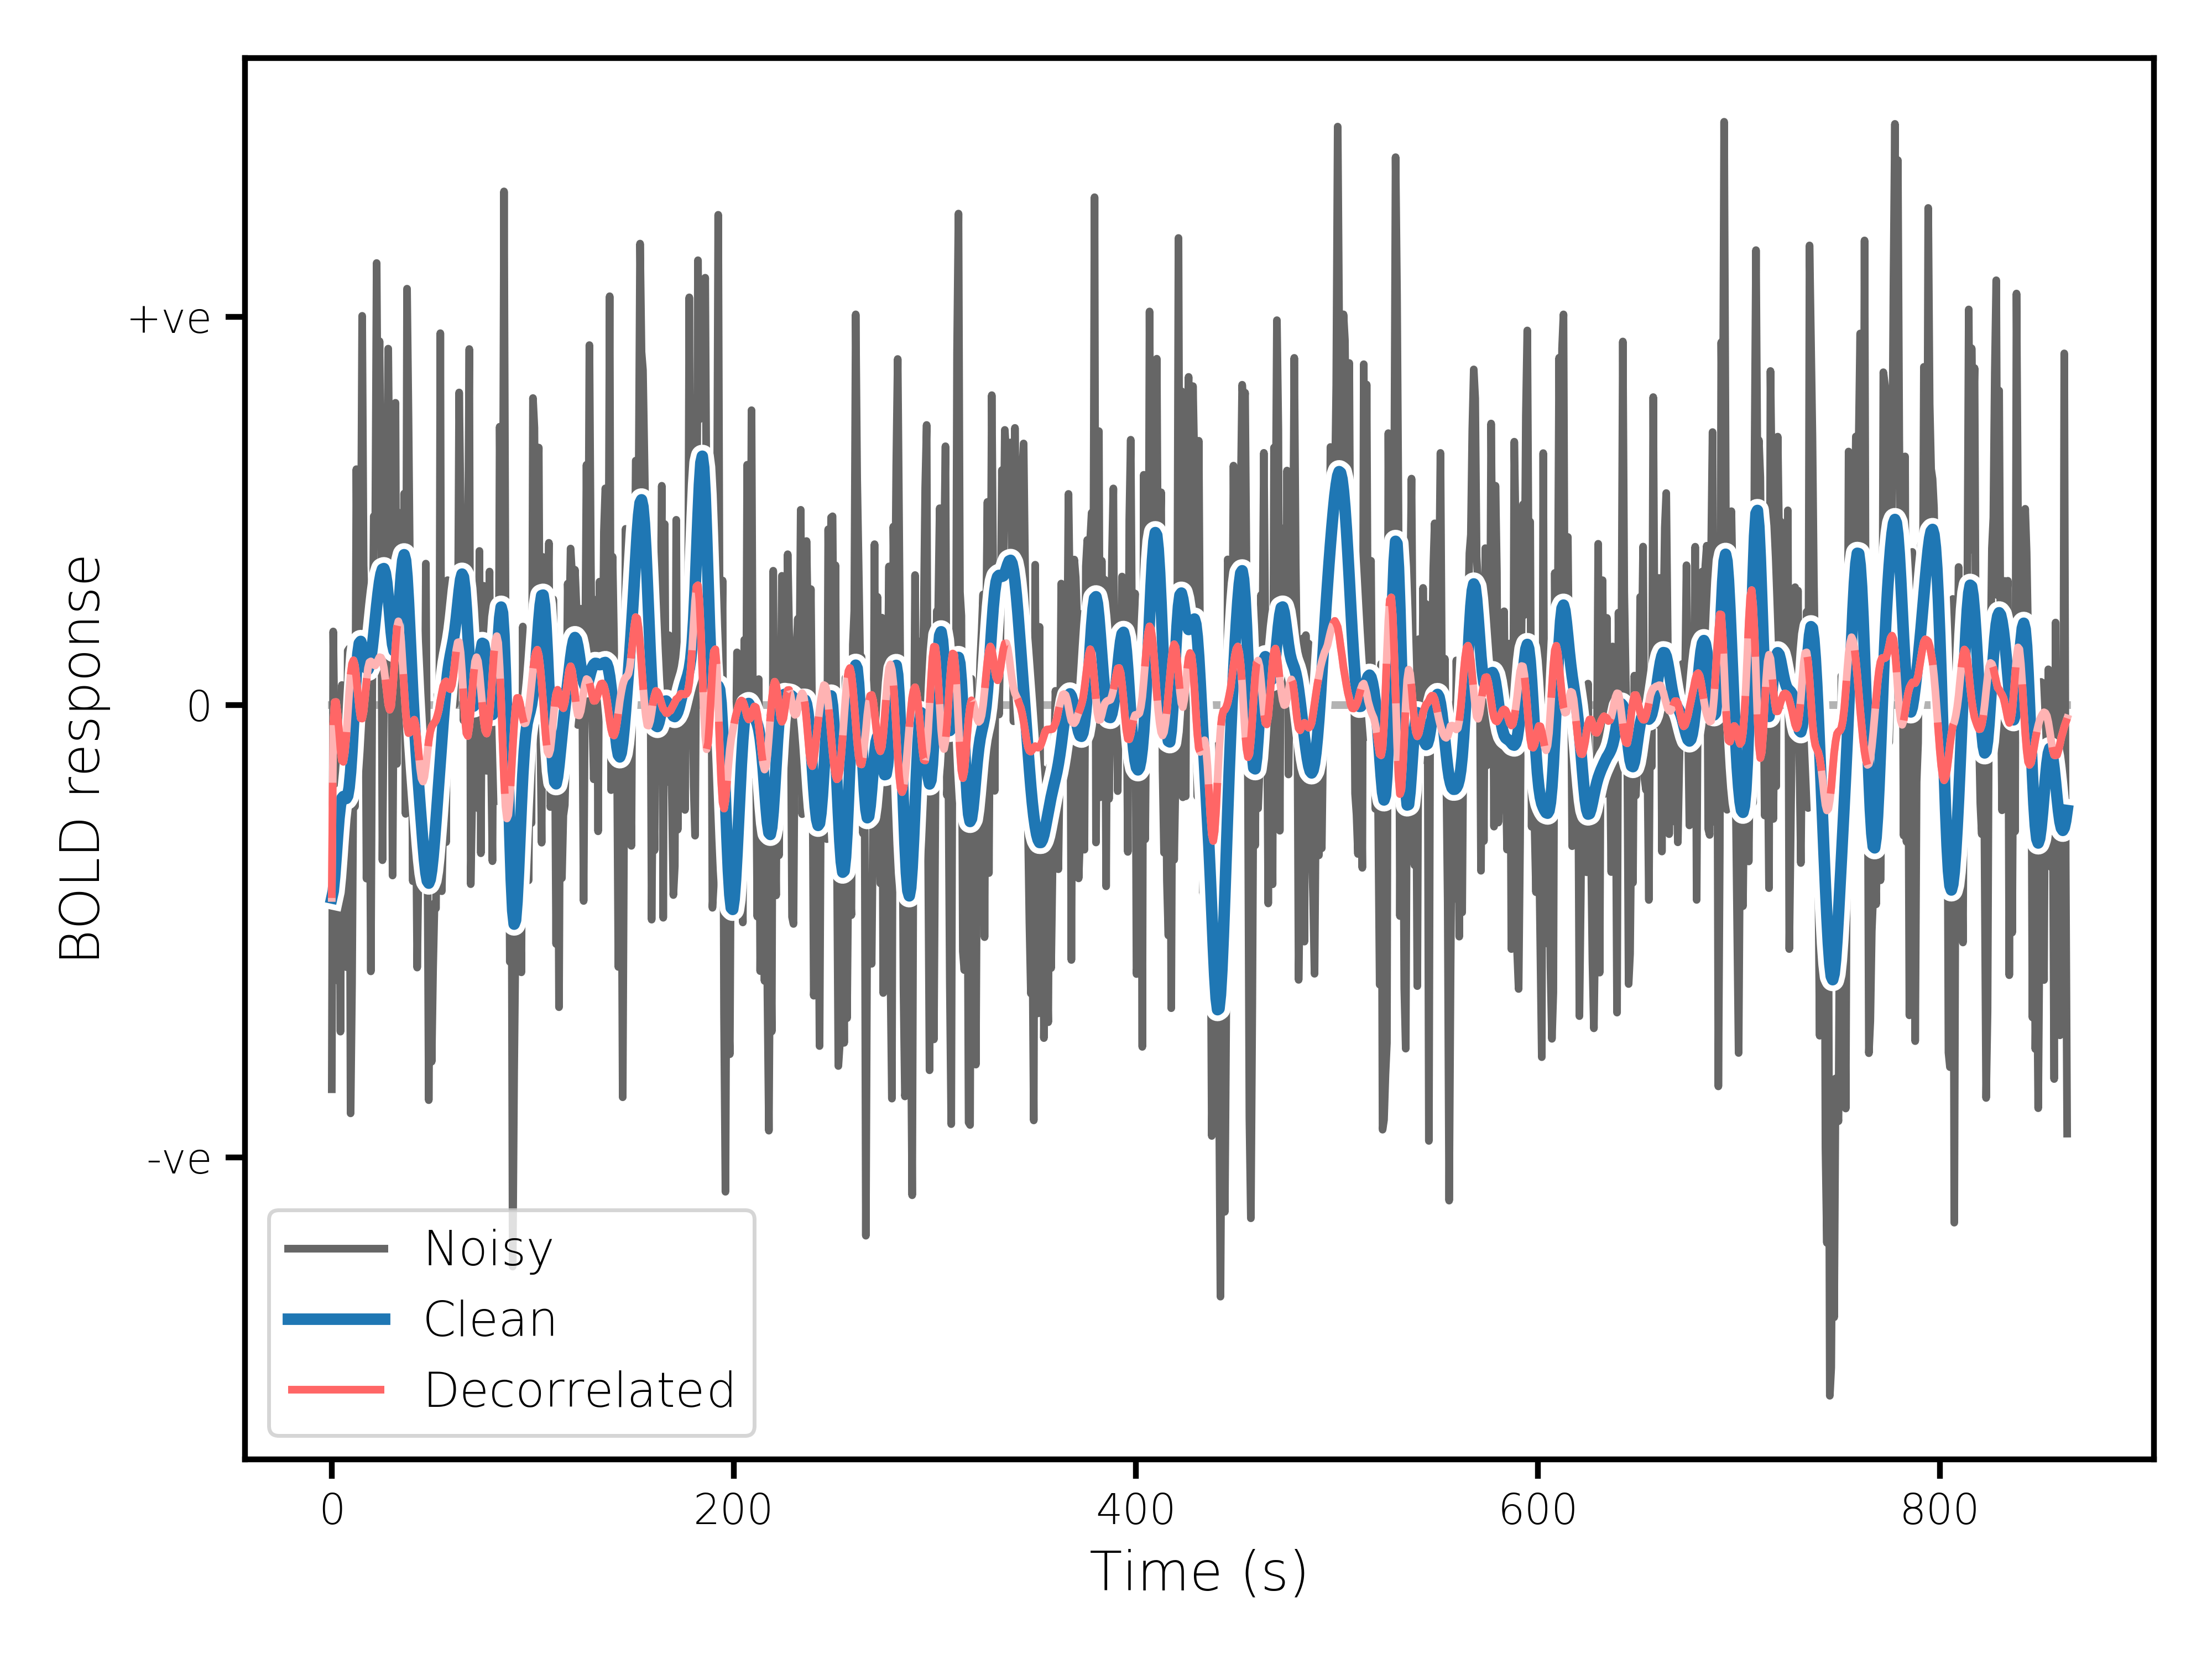 BOLD response
+ve
0
-ve
Noisy
Clean
Decorrelated
0 200 400 600 800
Time (s)